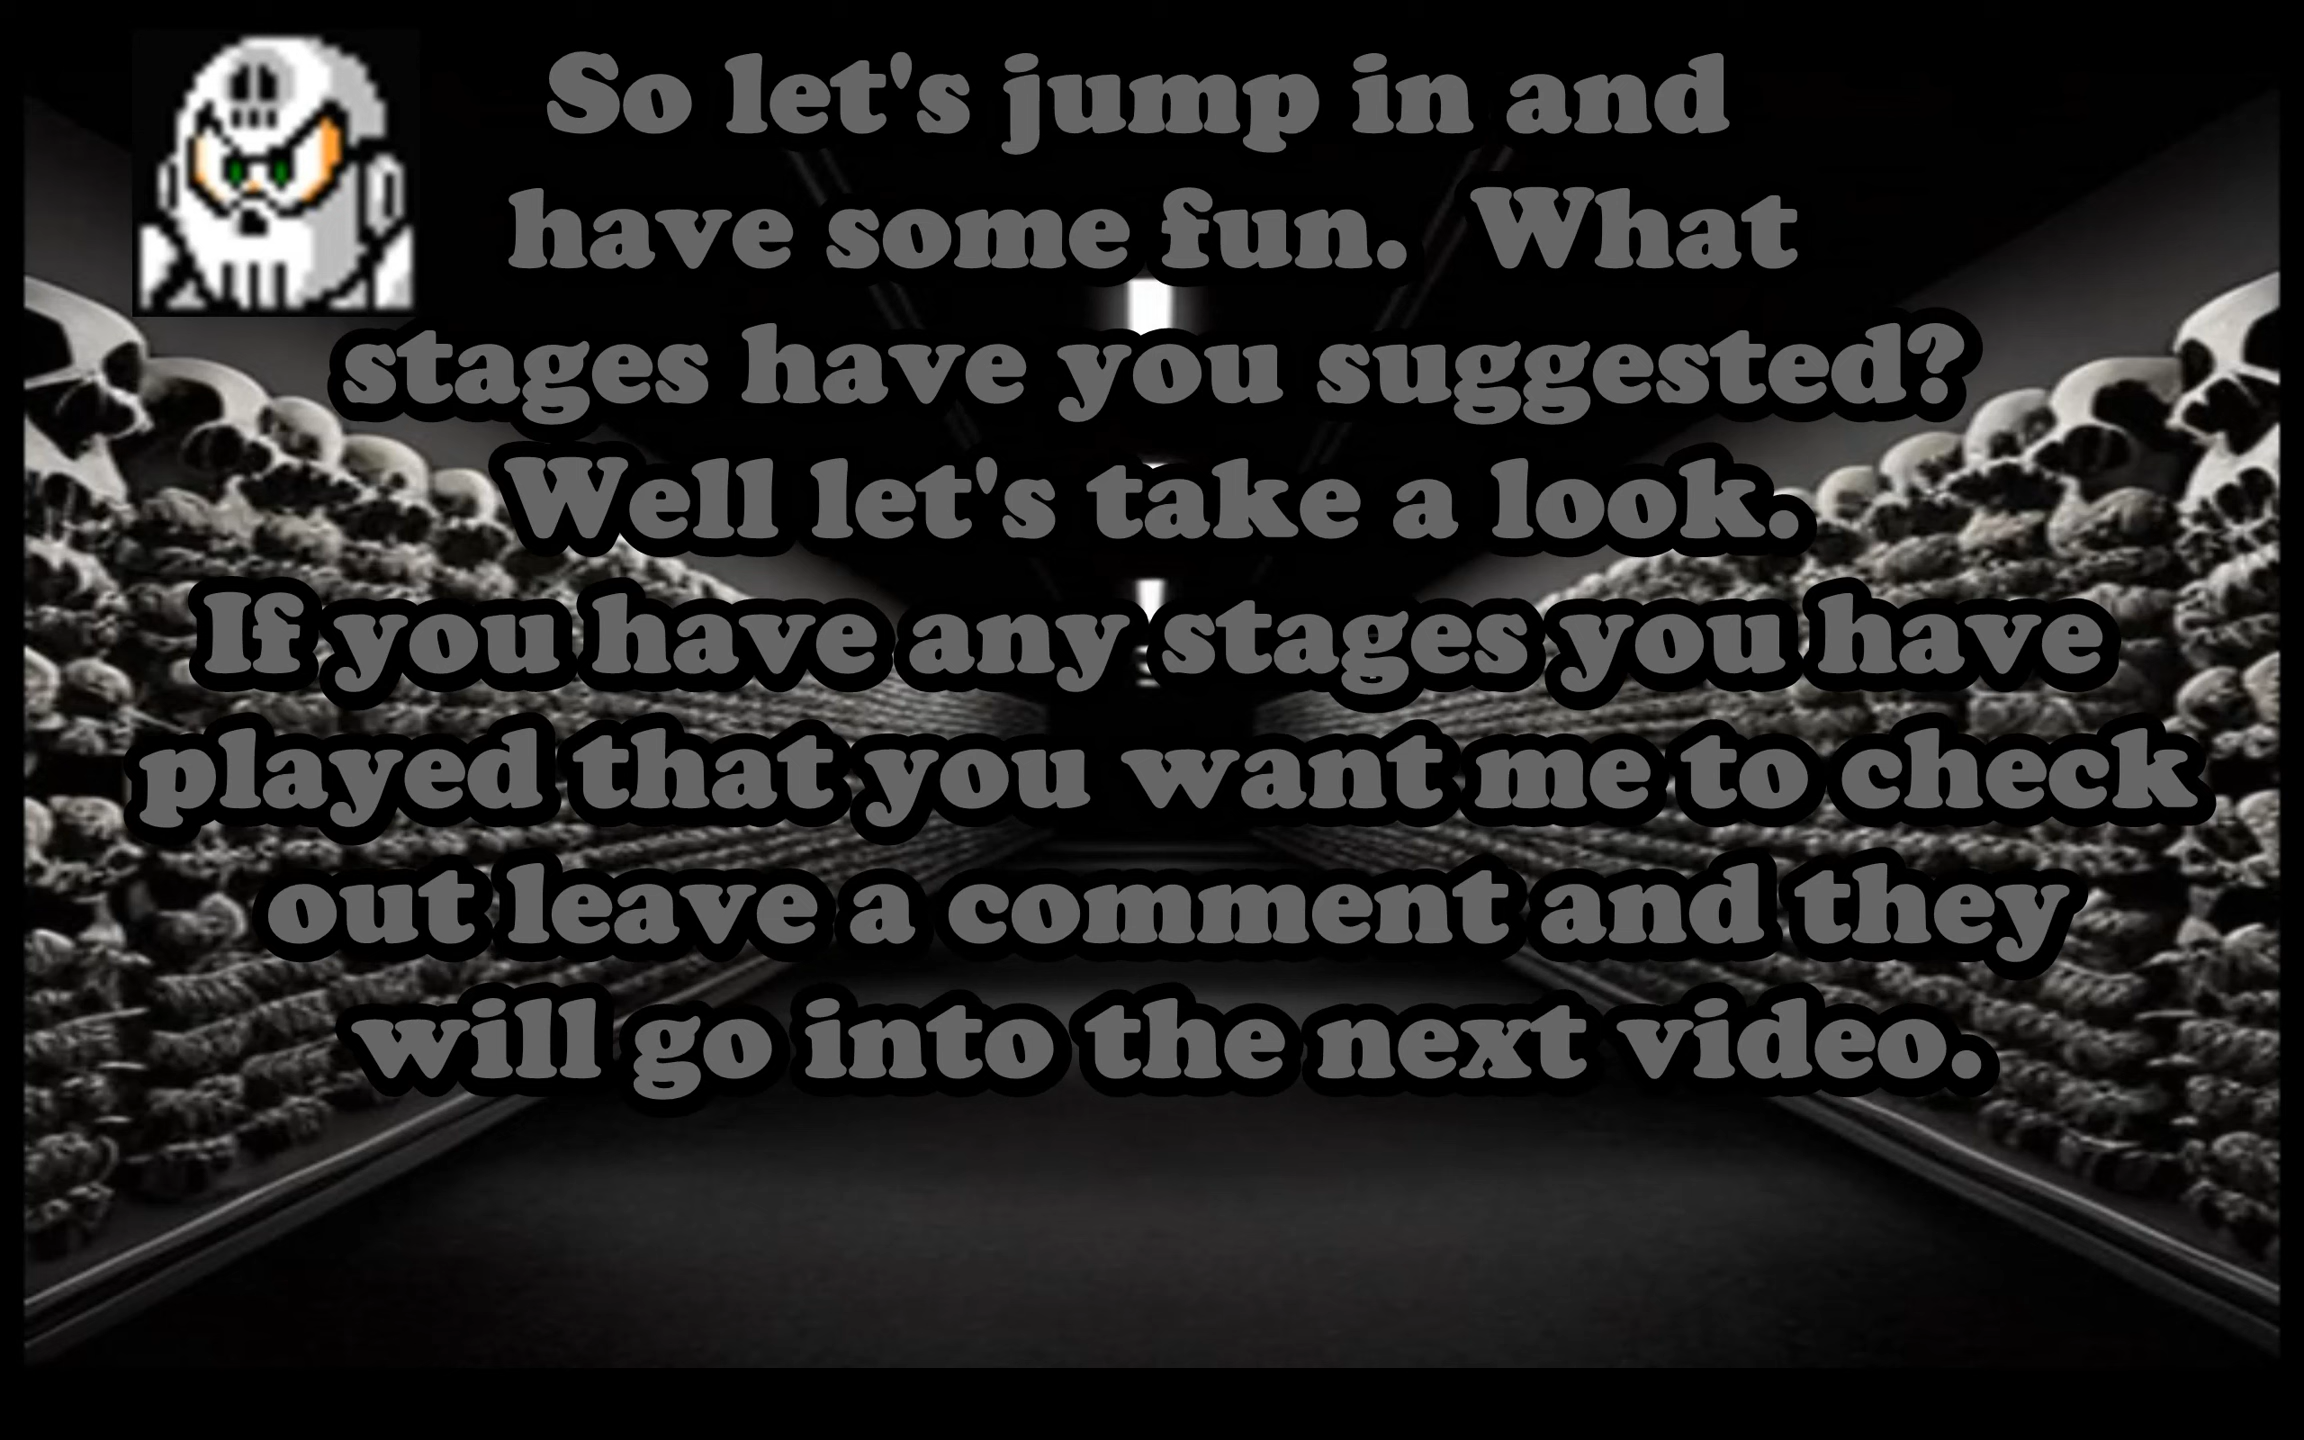 So let's jump in and
have some fun.  What
stages have you suggested?
Well let's take a look.
If you have any stages you have
played that you want me to check
out leave a comment and they
will go into the next video.